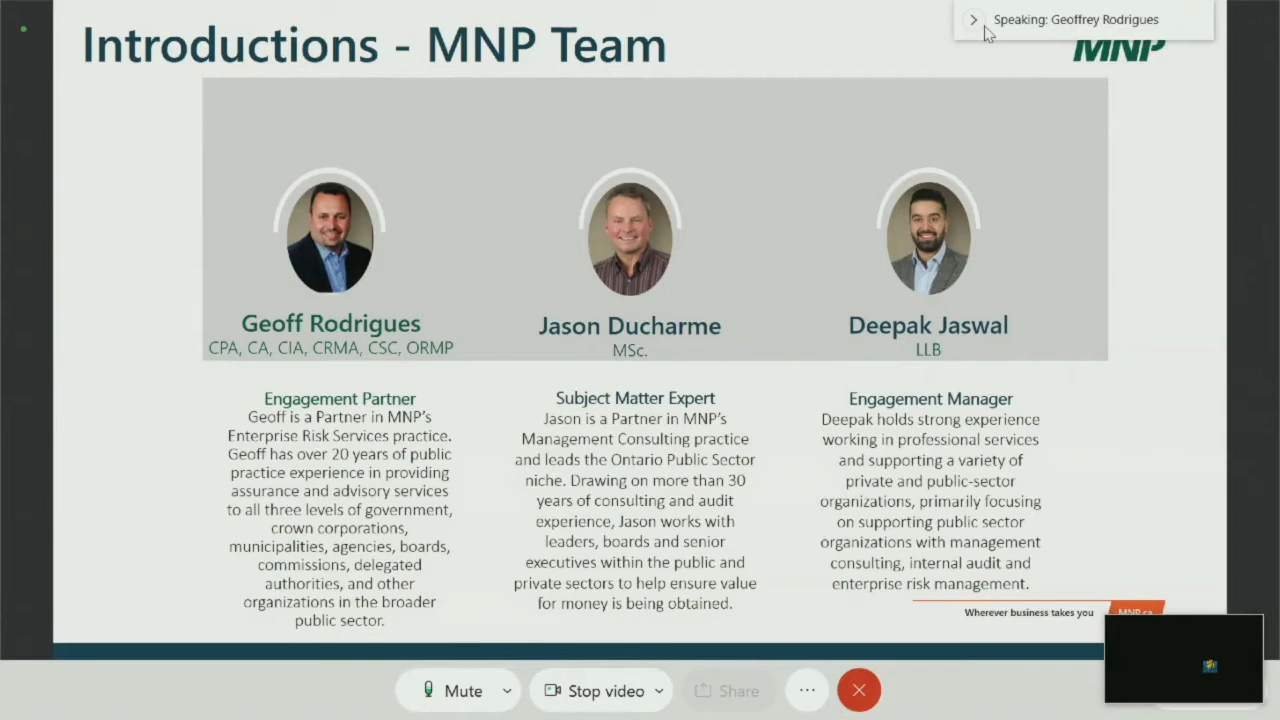 Introductions - MNP Team
Speaking: Geoffrey Rodrigues
MNP
Geoff Rodrigues
CPA, CA, CIA, CRMA, CSC, ORMP
Engagement Partner
Geoff is a Partner in MNP's
Enterprise Risk Services practice.
Geoff has over 20 years of public
practice experience in providing
assurance and advisory services
to all three levels of government,
crown corporations,
municipalities, agencies, boards,
commissions, delegated
authorities, and other
organizations in the broader
public sector.
Jason Ducharme
MSc.
Subject Matter Expert
Jason is a Partner in MNP's
Management Consulting practice
and leads the Ontario Public Sector
niche. Drawing on more than 30
years of consulting and audit
experience, Jason works with
leaders, boards and senior
executives within the public and
private sectors to help ensure value
for money is being obtained.
Deepak Jaswal
LLB
Engagement Manager
Deepak holds strong experience
working in professional services
and supporting a variety of
private and public-sector
organizations, primarily focusing
on supporting public sector
organizations with management
consulting, internal audit and
enterprise risk management.
Wherever business takes you
MNP.ca
Mute
Stop video
Share